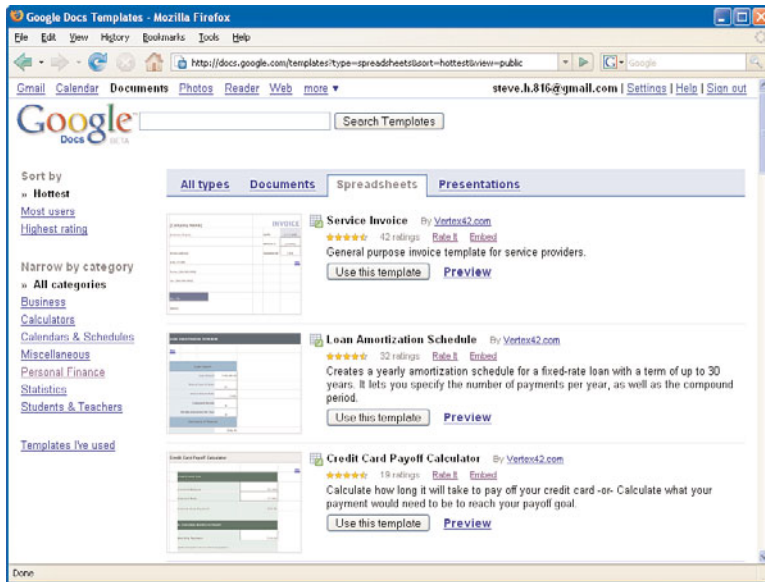 Google Docs Templates - Mozilla Firefox
File Edit View History Bookmarks Tools Help
http://docs.google.com/templates?type=spreadsheets&sort=hottest&view=public
Google
Gmail Calendar Documents Photos Reader Web more ▼
steve.h.816@gmail.com | Settings | Help | Sign out
Google
Docs BETA
Search Templates
Sort by
» Hottest
Most users
Highest rating
Narrow by category
» All categories
Business
Calculators
Calendars & Schedules
Miscellaneous
Personal Finance
Statistics
Students & Teachers
Templates I've used
All types Documents Spreadsheets Presentations
INVOICE
Service Invoice By Vertex42.com
42 ratings Rate It Embed
General purpose invoice template for service providers.
Use this template Preview
Loan Amortization Schedule By Vertex42.com
32 ratings Rate It Embed
Creates a yearly amortization schedule for a fixed-rate loan with a term of up to 30
years. It lets you specify the number of payments per year, as well as the compound
period.
Use this template Preview
Credit Card Payoff Calculator
Credit Card Payoff Calculator By Vertex42.com
19 ratings Rate It Embed
Calculate how long it will take to pay off your credit card -or- Calculate what your
payment would need to be to reach your payoff goal.
Use this template Preview
Done